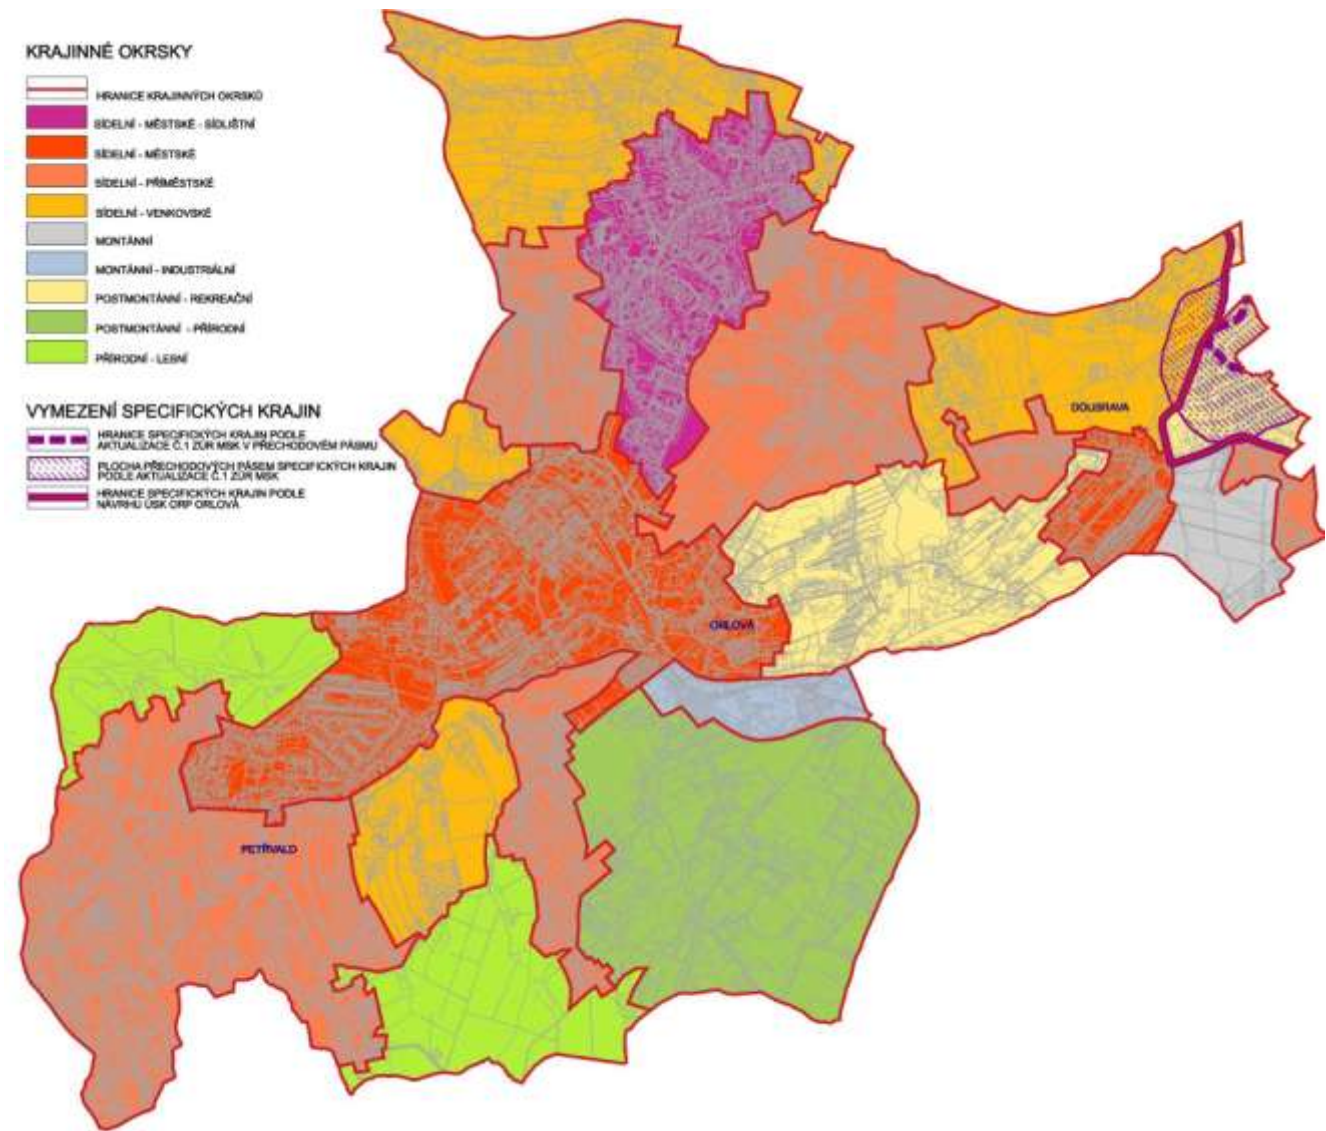 KRAJINNÉ OKRSKY
HRANICE KRAJINNÝCH OKRSKŮ
SÍDELNÍ - MĚSTSKÉ - SÍDLIŠTNÍ
SÍDELNÍ - MĚSTSKÉ
SÍDELNÍ - PŘÍMĚSTSKÉ
SÍDELNÍ - VENKOVSKÉ
MONTÁNNÍ
MONTÁNNÍ - INDUSTRIÁLNÍ
POSTMONTÁNNÍ - REKREAČNÍ
POSTMONTÁNNÍ - PŘÍRODNÍ
PŘÍRODNÍ - LESNÍ
VYMEZENÍ SPECIFICKÝCH KRAJIN
HRANICE SPECIFICKÝCH KRAJIN PODLE
AKTUALIZACE Č.1 ZÚR MSK V PŘECHODOVÉM PÁSMU
PLOCHA PŘECHODOVÝCH PÁSEM SPECIFICKÝCH KRAJIN
PODLE AKTUALIZACE Č.1 ZÚR MSK
HRANICE SPECIFICKÝCH KRAJIN PODLE
NÁVRHU ÚSK ORP ORLOVÁ
DOUBRAVA
ORLOVÁ
PETŘVALD